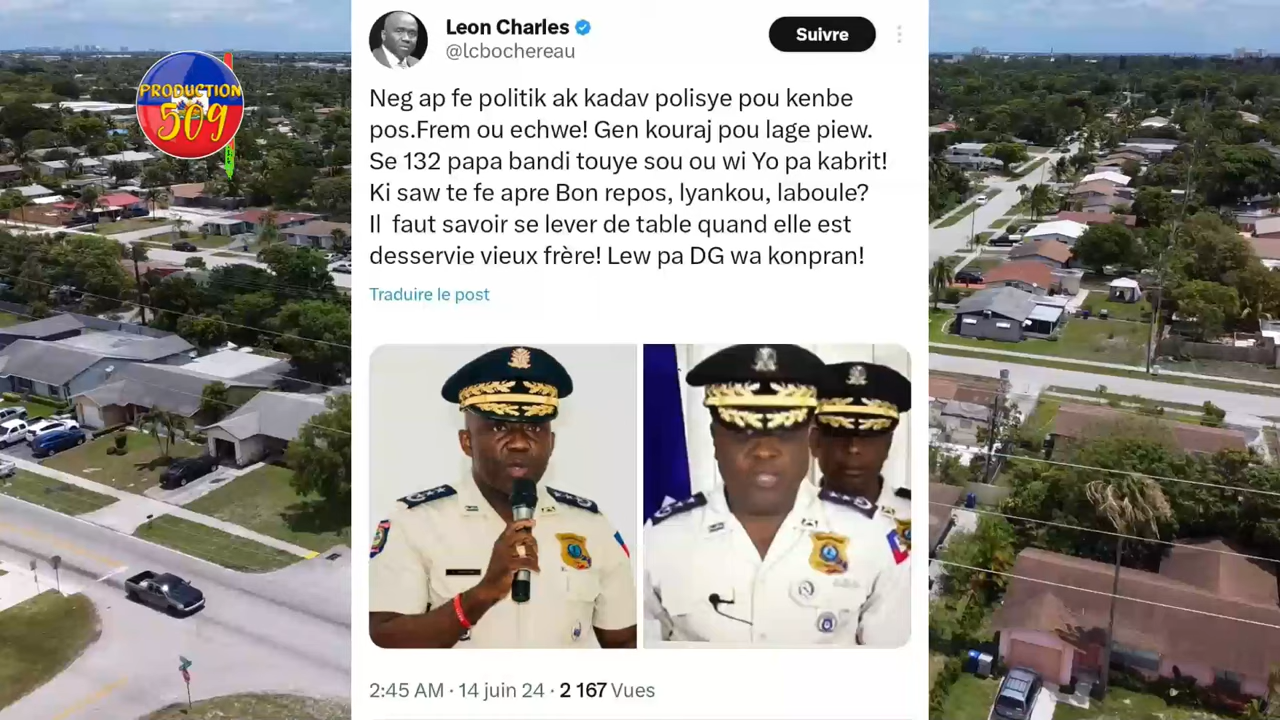 PRODUCTION
509
Leon Charles
@lcbochereau
Suivre
Neg ap fe politik ak kadav polisye pou kenbe
pos.Frem ou echwe! Gen kouraj pou lage piew.
Se 132 papa bandi touye sou ou wi Yo pa kabrit!
Ki saw te fe apre Bon repos, lyankou, laboule?
Il faut savoir se lever de table quand elle est
desservie vieux frère! Lew pa DG wa konpran!
Traduire le post
2:45 AM · 14 juin 24 · 2 167 Vues